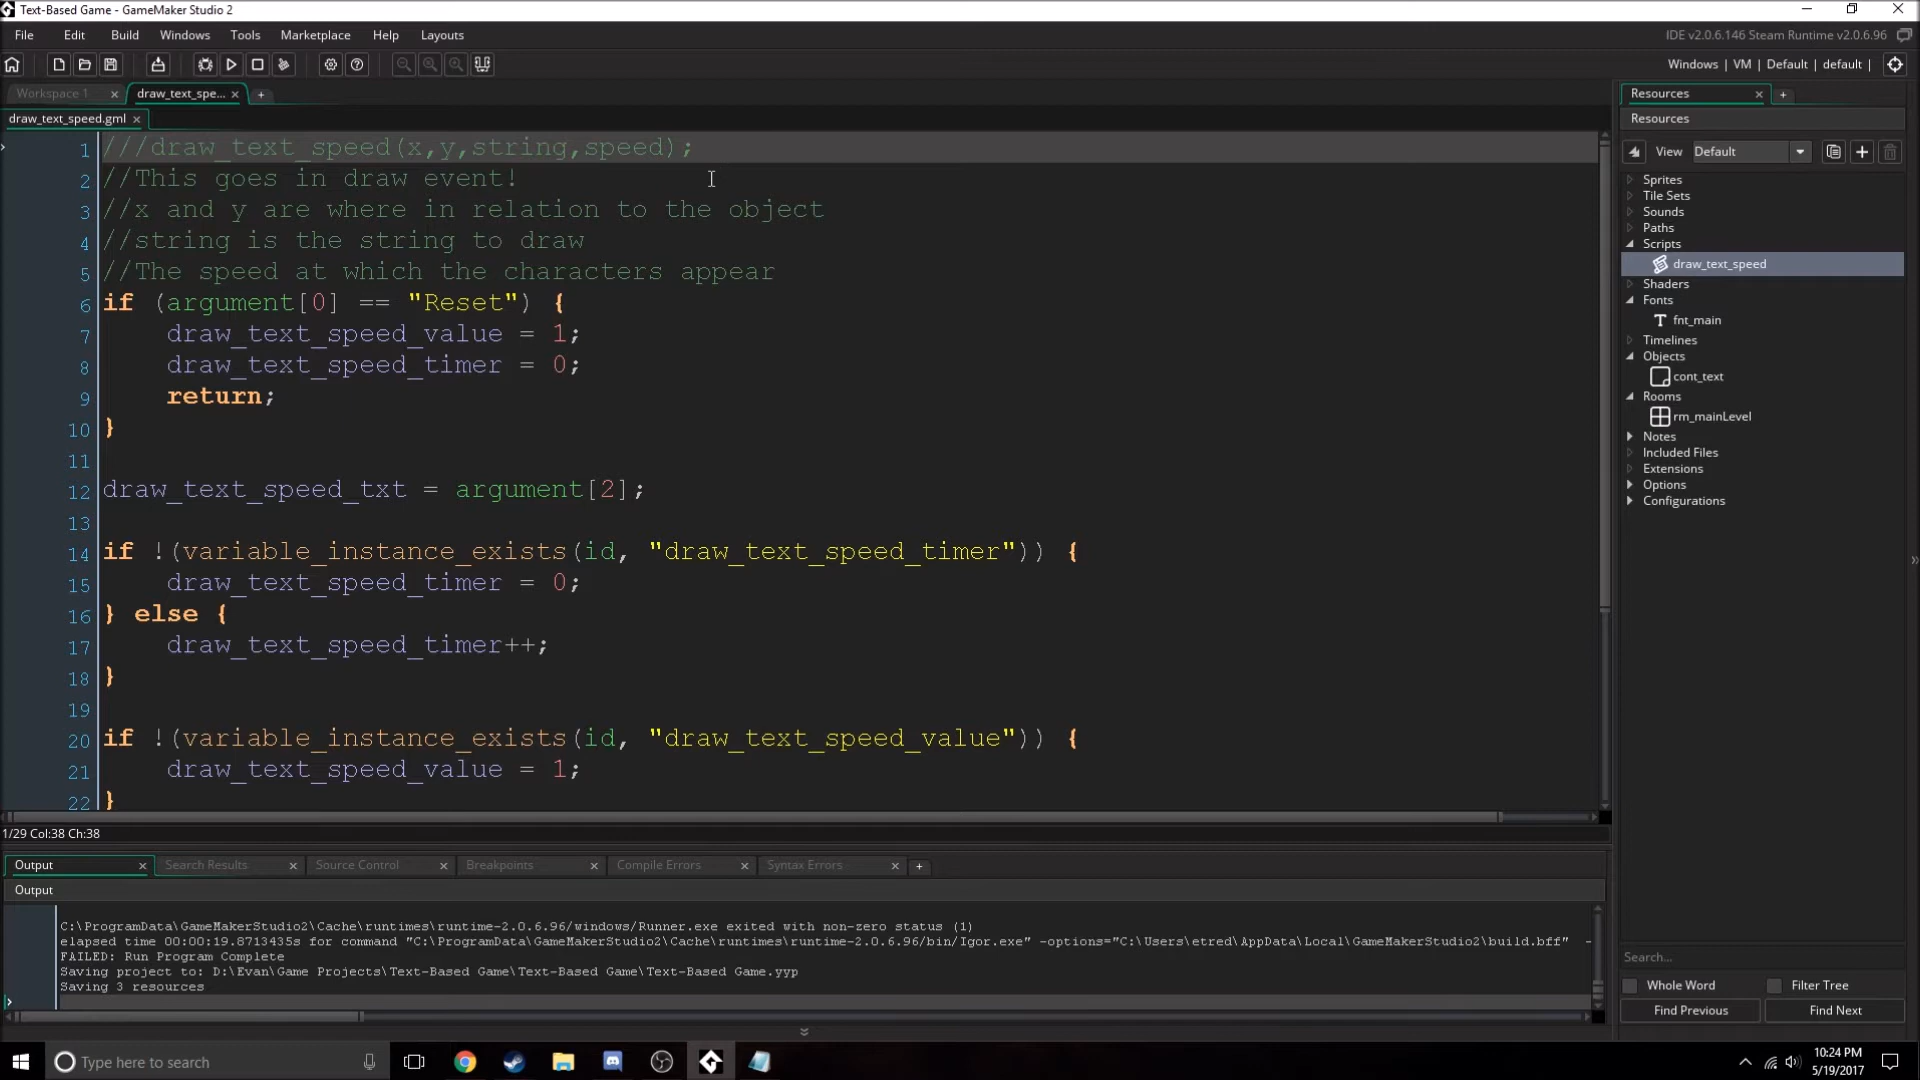 Text-Based Game - GameMaker Studio 2
File Edit Build Windows Tools Marketplace Help Layouts
IDE v2.0.6.146 Steam Runtime v2.0.6.96
Windows | VM | Default | default |
Workspace 1
draw_text_spe...
draw_text_speed.gml
1 ///draw_text_speed(x,y,string,speed);
2 //This goes in draw event!
3 //x and y are where in relation to the object
4 //string is the string to draw
5 //The speed at which the characters appear
6 if (argument[0] == "Reset") {
7 draw_text_speed_value = 1;
8 draw_text_speed_timer = 0;
9 return;
10 }
11
12 draw_text_speed_txt = argument[2];
13
14 if !(variable_instance_exists(id, "draw_text_speed_timer")) {
15 draw_text_speed_timer = 0;
16 } else {
17 draw_text_speed_timer++;
18 }
19
20 if !(variable_instance_exists(id, "draw_text_speed_value")) {
21 draw_text_speed_value = 1;
22 }
1/29 Col:38 Ch:38
Output Search Results Source Control Breakpoints Compile Errors Syntax Errors
Output
C:\ProgramData\GameMakerStudio2\Cache\runtimes\runtime-2.0.6.96/windows/Runner.exe exited with non-zero status (1)
elapsed time 00:00:19.8713435s for command "C:\ProgramData\GameMakerStudio2\Cache\runtimes\runtime-2.0.6.96/bin/Igor.exe" -options="C:\Users\etred\AppData\Local\GameMakerStudio2\build.bff" -
FAILED: Run Program Complete
Saving project to: D:\Evan\Game Projects\Text-Based Game\Text-Based Game\Text-Based Game.yyp
Saving 3 resources
Resources
Resources
View Default
Sprites
Tile Sets
Sounds
Paths
Scripts
draw_text_speed
Shaders
Fonts
fnt_main
Timelines
Objects
cont_text
Rooms
rm_mainLevel
Notes
Included Files
Extensions
Options
Configurations
Search...
Whole Word Filter Tree
Find Previous Find Next
Type here to search
10:24 PM
5/19/2017